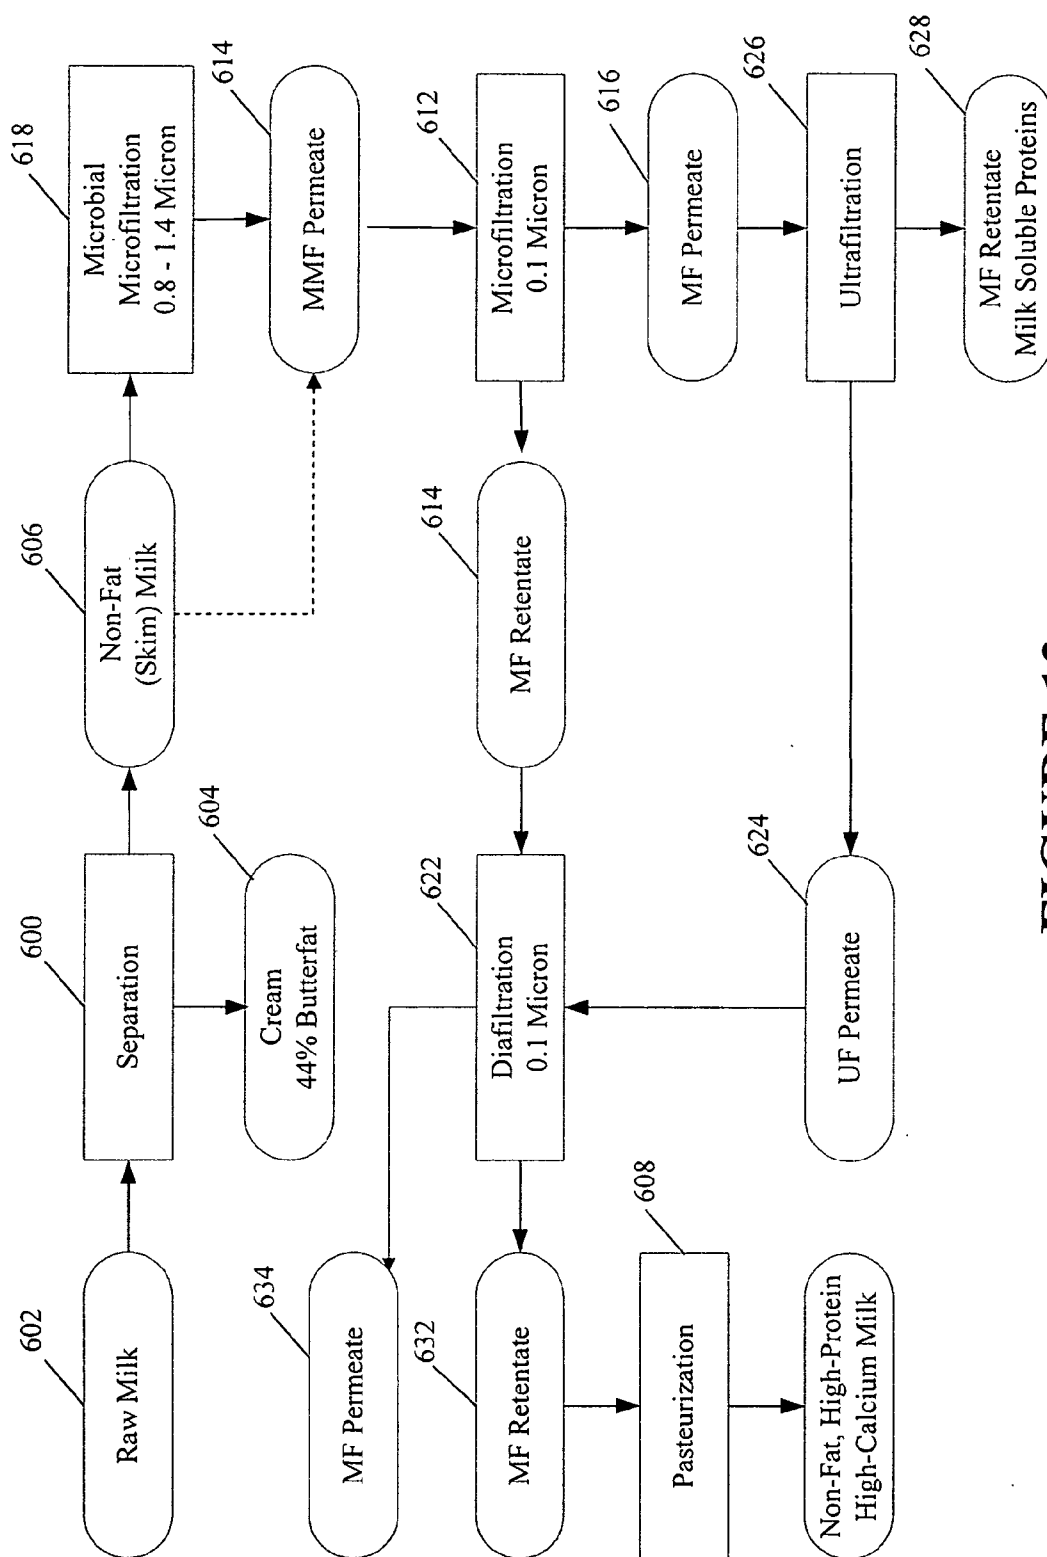 602
Raw Milk
600
Separation
606
Non-Fat
(Skim) Milk
618
Microbial
Microfiltration
0.8 - 1.4 Micron
604
Cream
44% Butterfat
614
MMF Permeate
634
MF Permeate
632
MF Retentate
622
Diafiltration
0.1 Micron
614
MF Retentate
612
Microfiltration
0.1 Micron
608
Pasteurization
616
MF Permeate
Non-Fat, High-Protein
High-Calcium Milk
624
UF Permeate
626
Ultrafiltration
628
MF Retentate
Milk Soluble Proteins
FIGURE